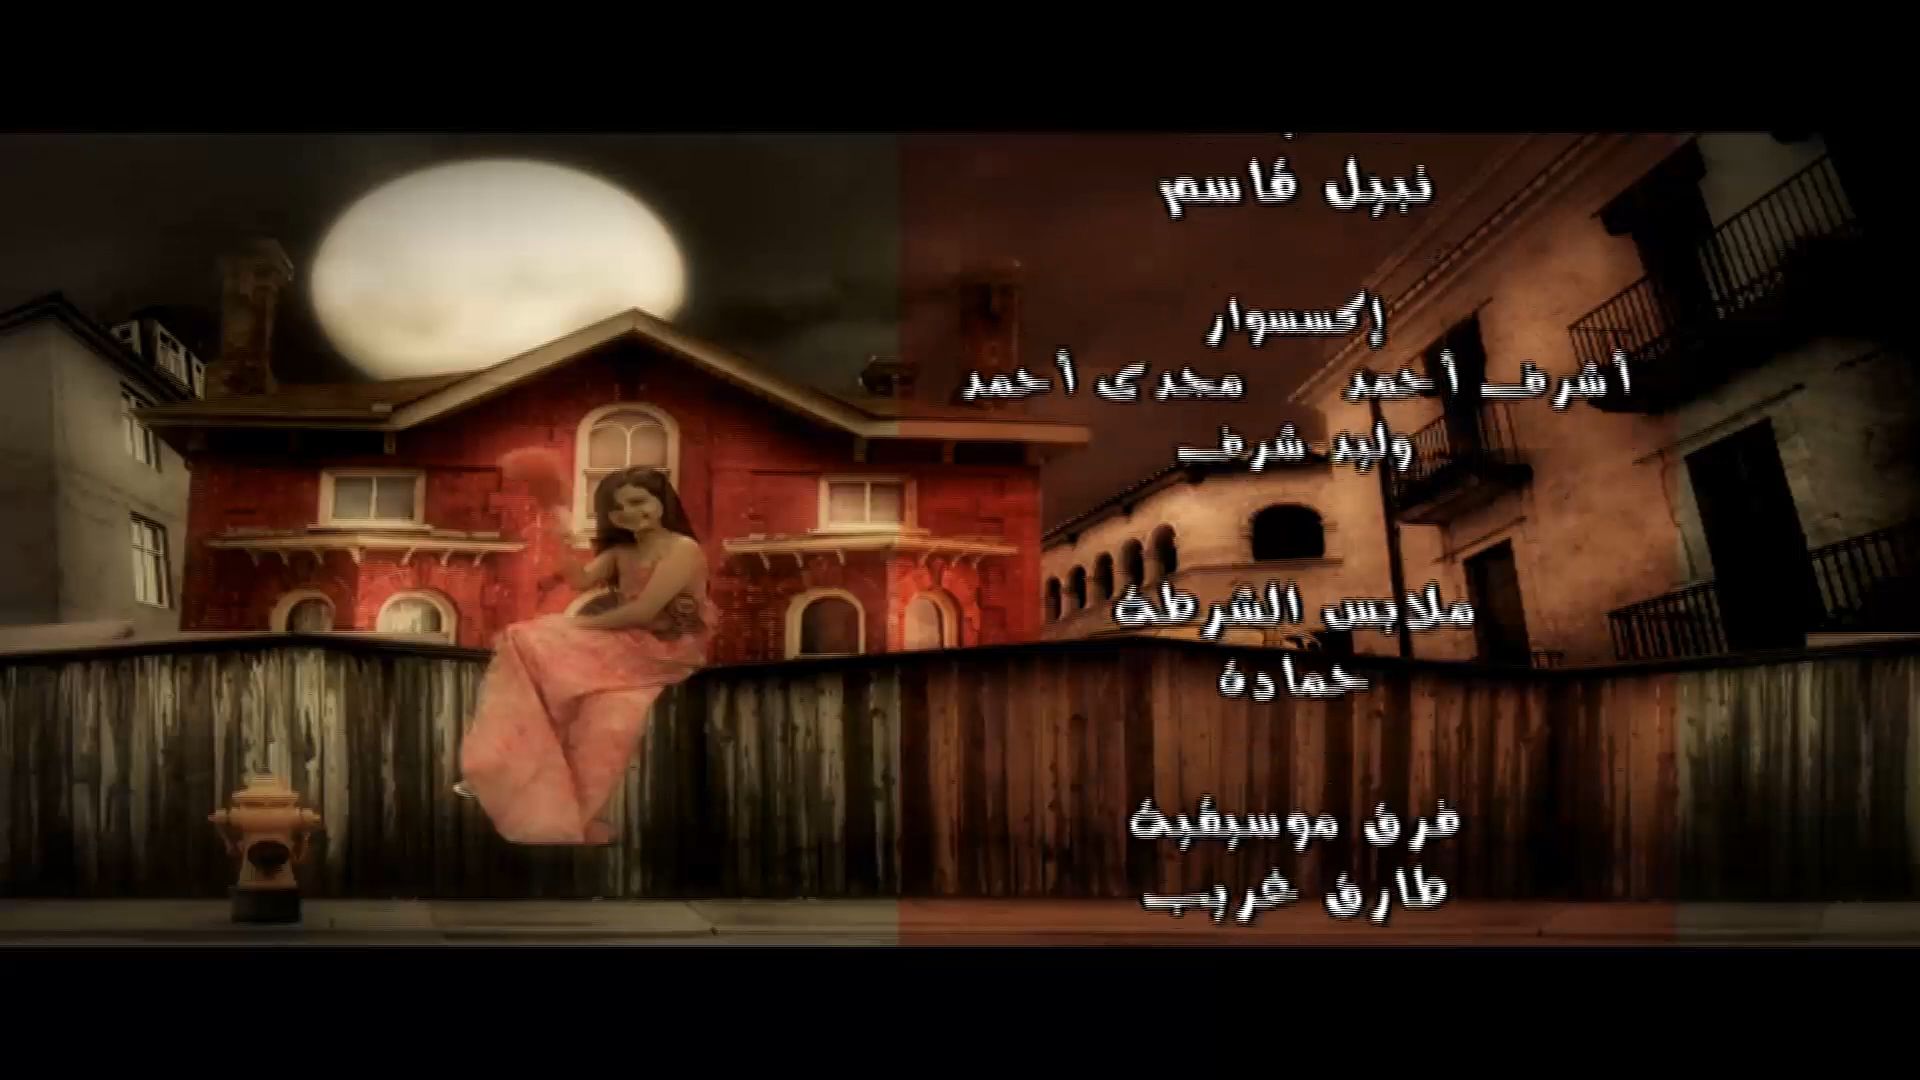 نبيل قاسم
إكسسوار
أشرف أحمد مجدى أحمد
وليد شرف
ملابس الشرطة
حمادة
فرق موسيقية
طارق غريب